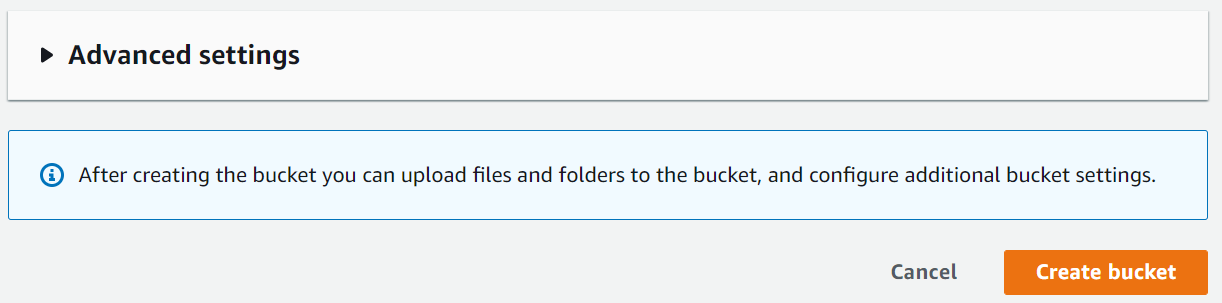 Advanced settings
After creating the bucket you can upload files and folders to the bucket, and configure additional bucket settings.
Cancel
Create bucket